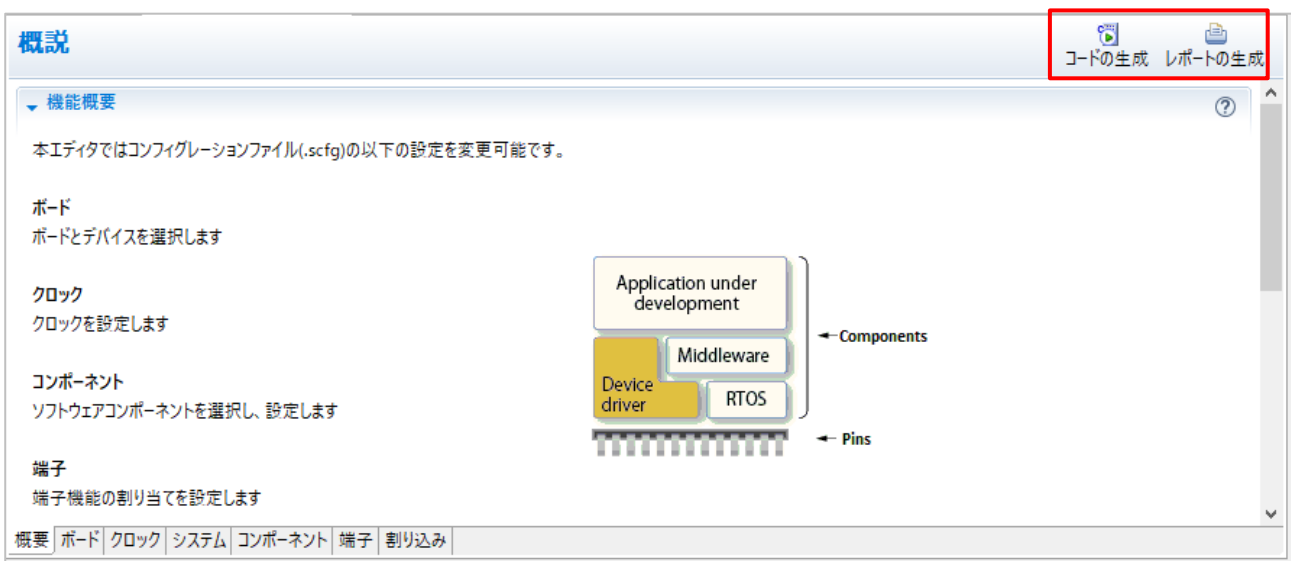 概説
コードの生成 レポートの生成
機能概要
本エディタではコンフィグレーションファイル(.scfg)の以下の設定を変更可能です。
ボード
ボードとデバイスを選択します
クロック
クロックを設定します
コンポーネント
ソフトウェアコンポーネントを選択し、設定します
端子
端子機能の割り当てを設定します
Application under
development
Middleware
Device
driver
RTOS
Components
Pins
概要 ボード クロック システム コンポーネント 端子 割り込み